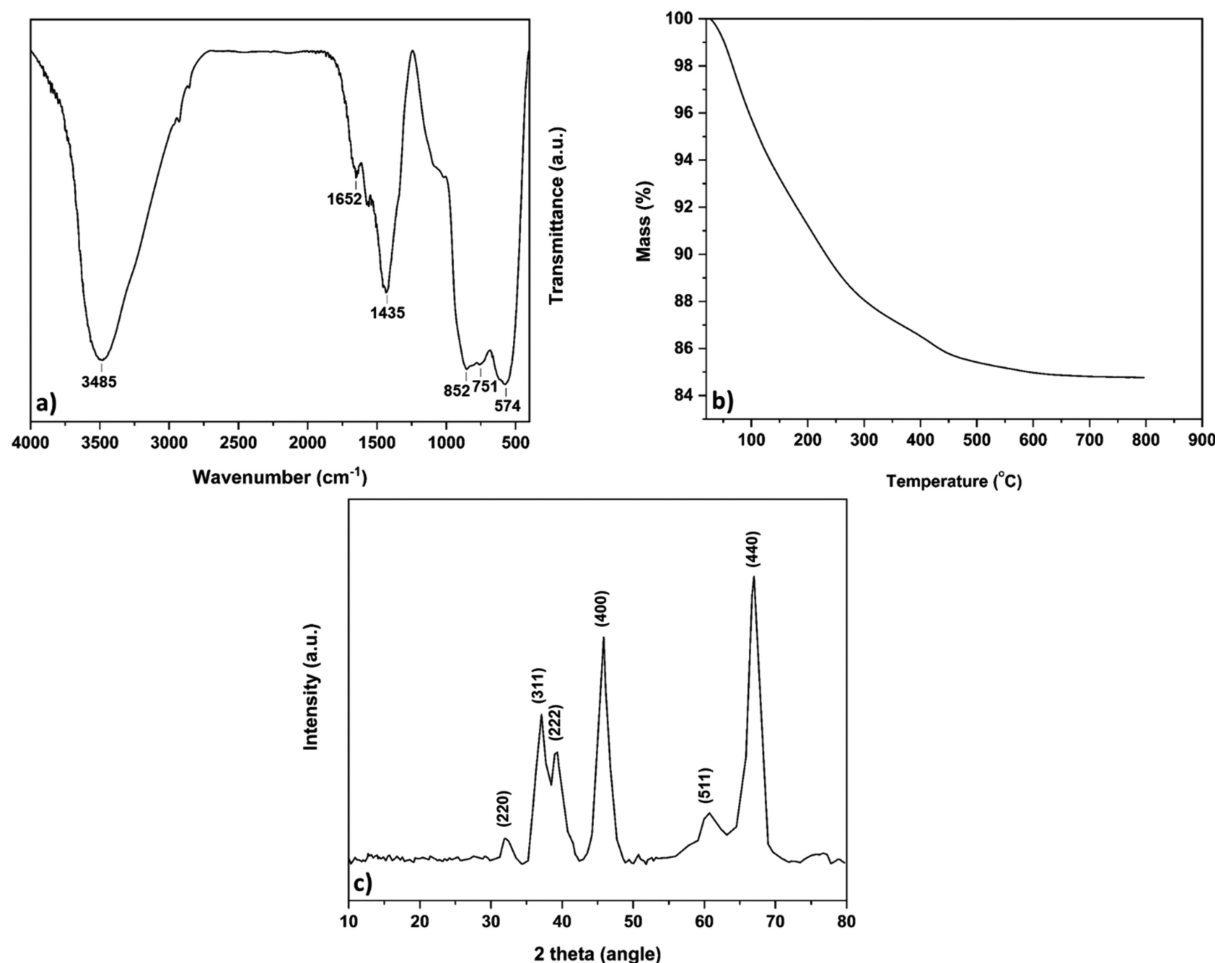 3485
1652
1435
852
751
574
a)
4000 3500 3000 2500 2000 1500 1000 500
Wavenumber (cm⁻¹)
Transmittance (a.u.)
100
98
96
94
92
90
88
86
84
Mass (%)
b)
100 200 300 400 500 600 700 800 900
Temperature (°C)
Intensity (a.u.)
(220)
(311)
(222)
(400)
(511)
(440)
c)
10 20 30 40 50 60 70 80
2 theta (angle)